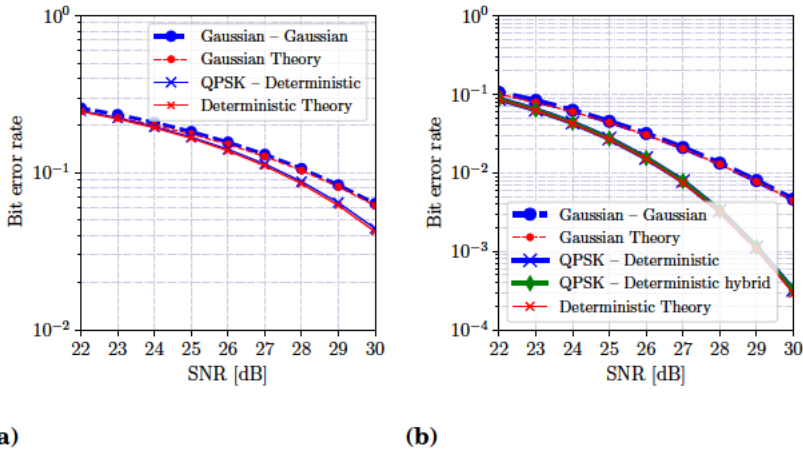 10^0
10^-1
10^-2
Bit error rate
Gaussian – Gaussian
Gaussian Theory
QPSK – Deterministic
Deterministic Theory
22 23 24 25 26 27 28 29 30
SNR [dB]
10^0
10^-1
10^-2
10^-3
10^-4
Bit error rate
Gaussian – Gaussian
Gaussian Theory
QPSK – Deterministic
QPSK – Deterministic hybrid
Deterministic Theory
22 23 24 25 26 27 28 29 30
SNR [dB]
a) (b)